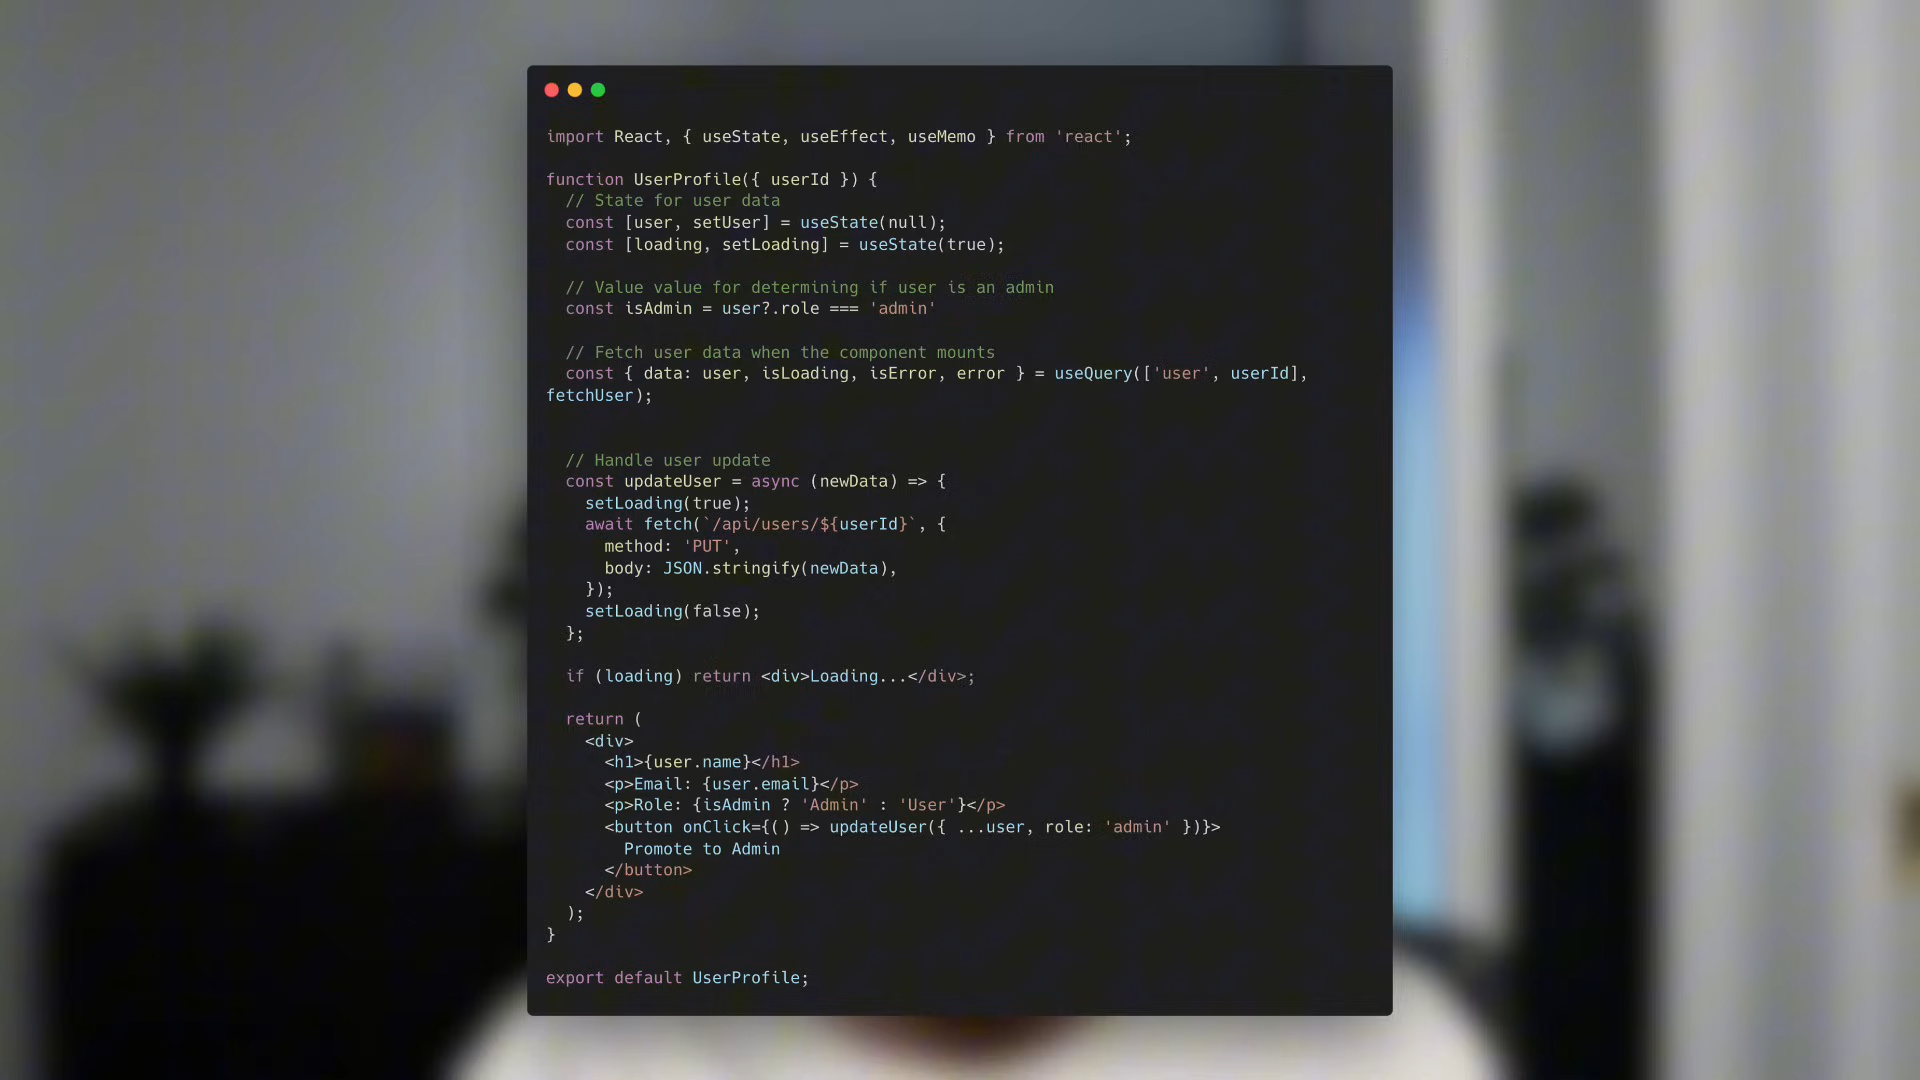 import React, { useState, useEffect, useMemo } from 'react';
function UserProfile({ userId }) {
// State for user data
const [user, setUser] = useState(null);
const [loading, setLoading] = useState(true);
// Value value for determining if user is an admin
const isAdmin = user?.role === 'admin'
// Fetch user data when the component mounts
const { data: user, isLoading, isError, error } = useQuery(['user', userId],
fetchUser);
// Handle user update
const updateUser = async (newData) => {
setLoading(true);
await fetch(`/api/users/${userId}`, {
method: 'PUT',
body: JSON.stringify(newData),
});
setLoading(false);
};
if (loading) return <div>Loading...</div>;
return (
<div>
<h1>{user.name}</h1>
<p>Email: {user.email}</p>
<p>Role: {isAdmin ? 'Admin' : 'User'}</p>
<button onClick={() => updateUser({ ...user, role: 'admin' })}>
Promote to Admin
</button>
</div>
);
}
export default UserProfile;